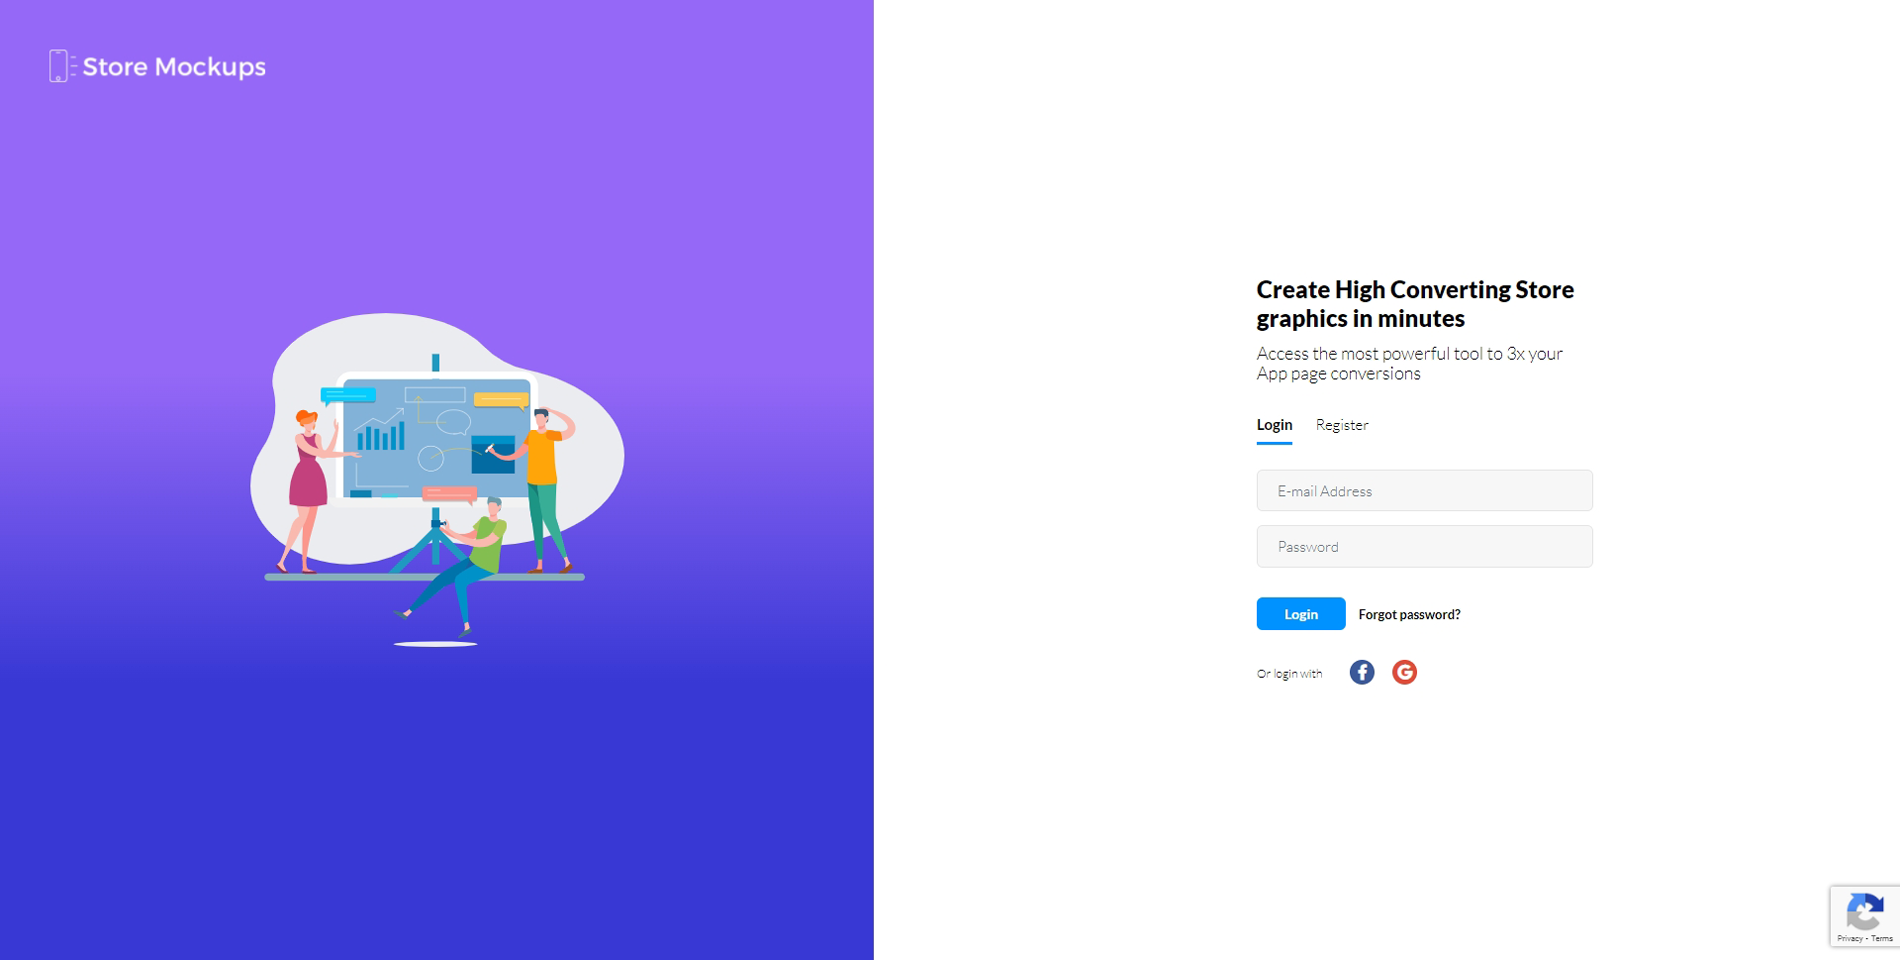 Store Mockups
Create High Converting Store
graphics in minutes
Access the most powerful tool to 3x your
App page conversions
Login Register
E-mail Address
Password
Login Forgot password?
Or login with
Privacy - Terms